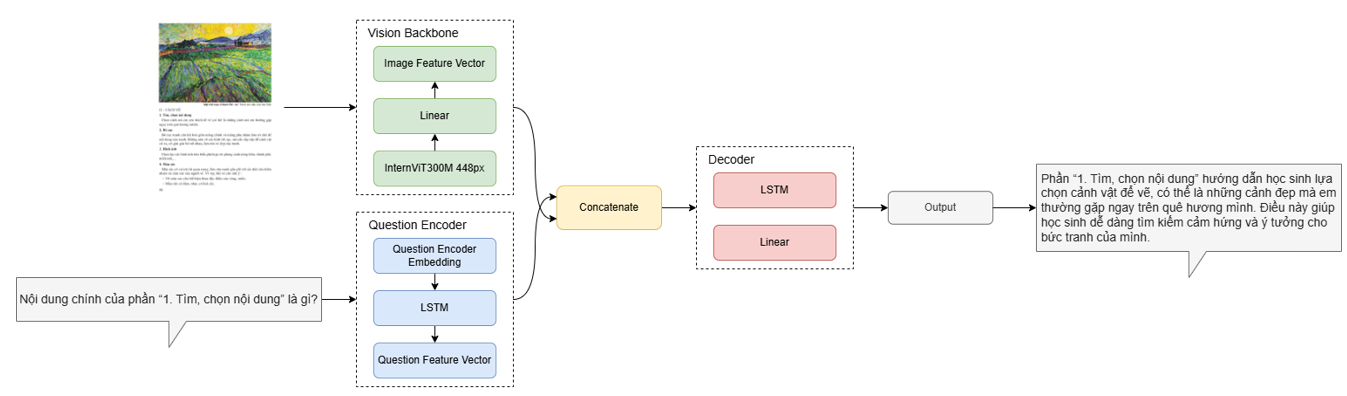 Vision Backbone
Image Feature Vector
Linear
InternViT300M 448px
Question Encoder
Question Encoder
Embedding
LSTM
Question Feature Vector
Nội dung chính của phần “1. Tìm, chọn nội dung” là gì?
Concatenate
Decoder
LSTM
Linear
Output
Phần “1. Tìm, chọn nội dung” hướng dẫn học sinh lựa
chọn cảnh vật để vẽ, có thể là những cảnh đẹp mà em
thường gặp ngay trên quê hương mình. Điều này giúp
học sinh dễ dàng tìm kiếm cảm hứng và ý tưởng cho
bức tranh của mình.